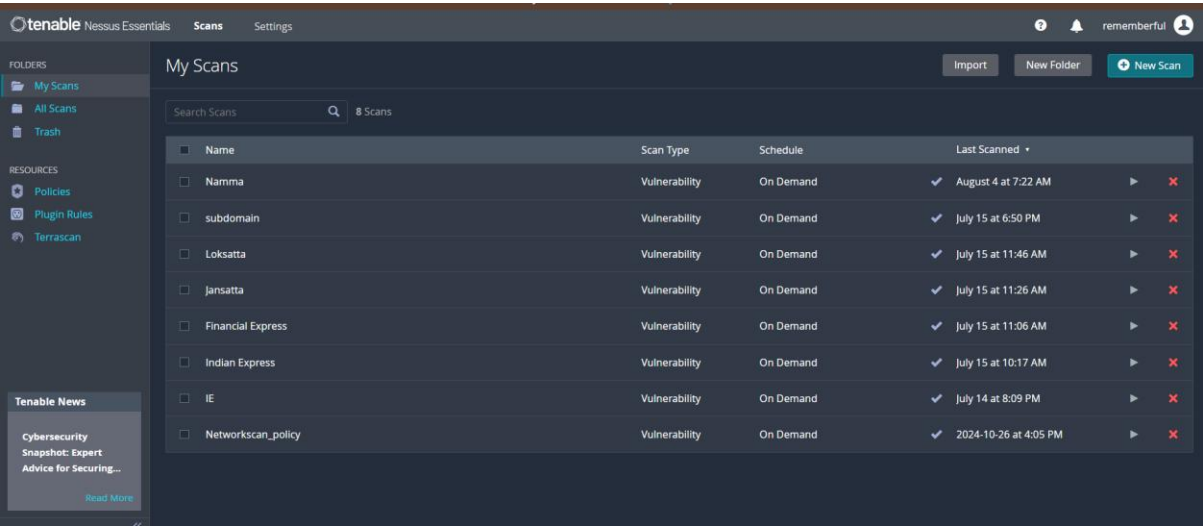 tenable Nessus Essentials Scans Settings rememberful
FOLDERS
My Scans
All Scans
Trash
RESOURCES
Policies
Plugin Rules
Terrascan
Tenable News
Cybersecurity
Snapshot: Expert
Advice for Securing...
Read More
My Scans
Import New Folder New Scan
Search Scans 8 Scans
Name Scan Type Schedule Last Scanned
Namma Vulnerability On Demand August 4 at 7:22 AM
subdomain Vulnerability On Demand July 15 at 6:50 PM
Loksatta Vulnerability On Demand July 15 at 11:46 AM
Jansatta Vulnerability On Demand July 15 at 11:26 AM
Financial Express Vulnerability On Demand July 15 at 11:06 AM
Indian Express Vulnerability On Demand July 15 at 10:17 AM
IE Vulnerability On Demand July 14 at 8:09 PM
Networkscan_policy Vulnerability On Demand 2024-10-26 at 4:05 PM